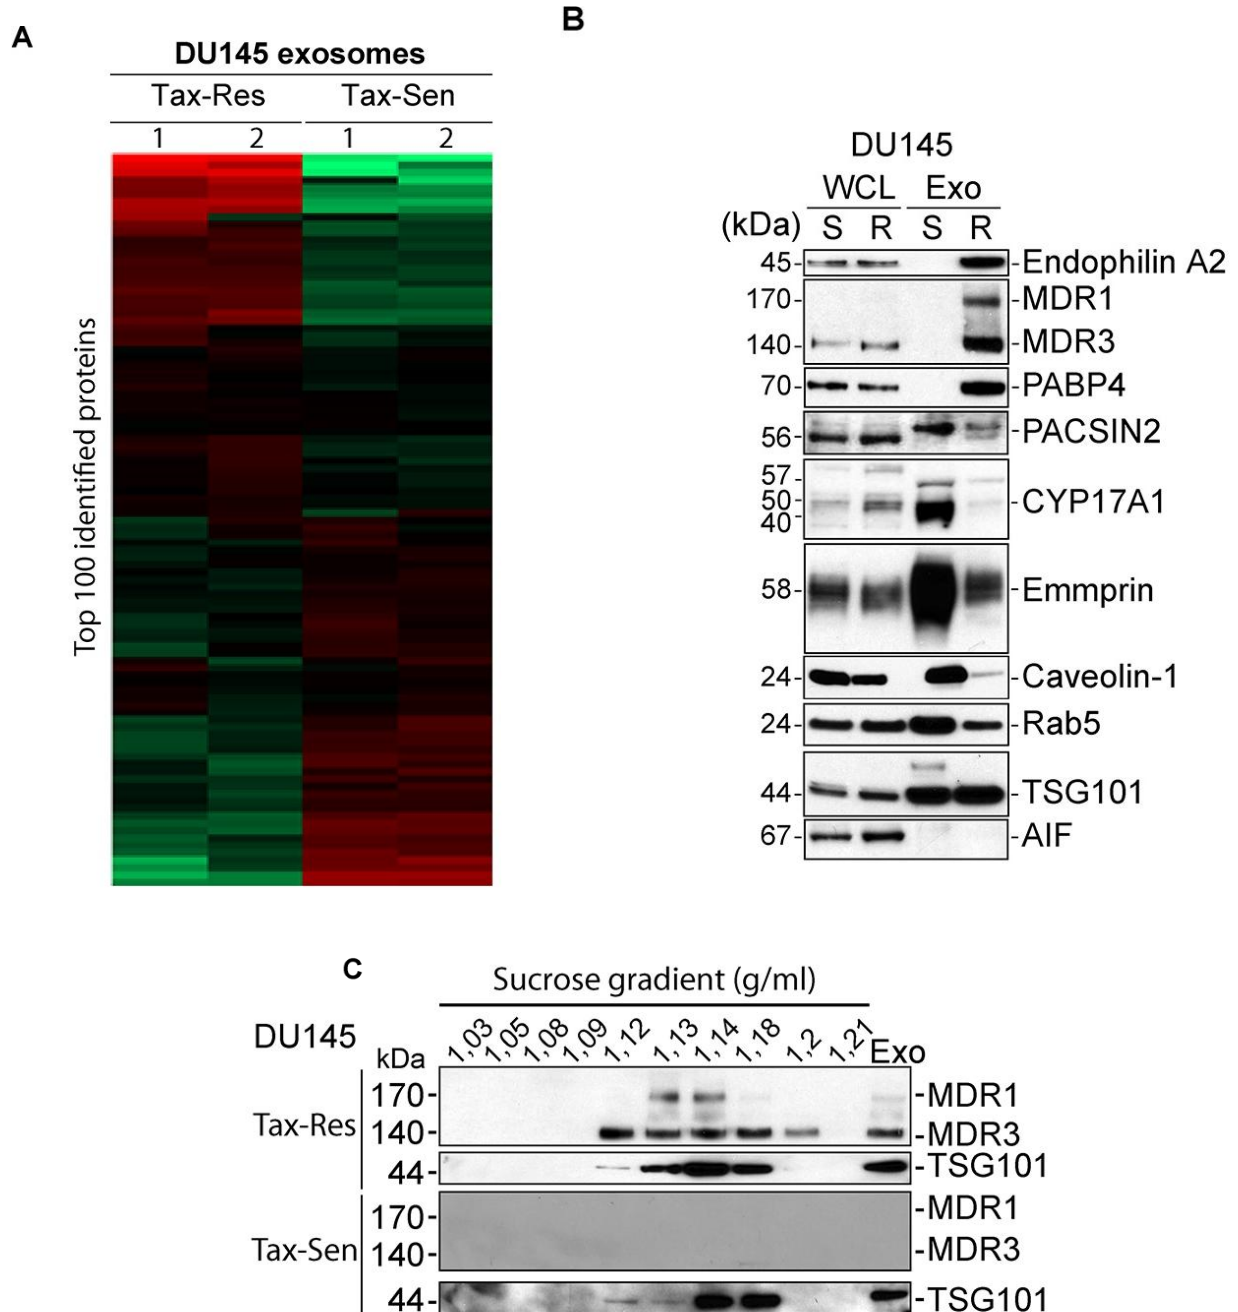 A
DU145 exosomes
Tax-Res Tax-Sen
1 2 1 2
Top 100 identified proteins
B
DU145
WCL Exo
(kDa) S R S R
45- -Endophilin A2
170- -MDR1
140- -MDR3
70- -PABP4
56- -PACSIN2
57-
50- -CYP17A1
40-
58- -Emmprin
24- -Caveolin-1
24- -Rab5
44- -TSG101
67- -AIF
C
Sucrose gradient (g/ml)
DU145
kDa 1,03 1,05 1,08 1,09 1,12 1,13 1,14 1,18 1,2 1,21 Exo
Tax-Res
170- -MDR1
140- -MDR3
44- -TSG101
Tax-Sen
170- -MDR1
140- -MDR3
44- -TSG101